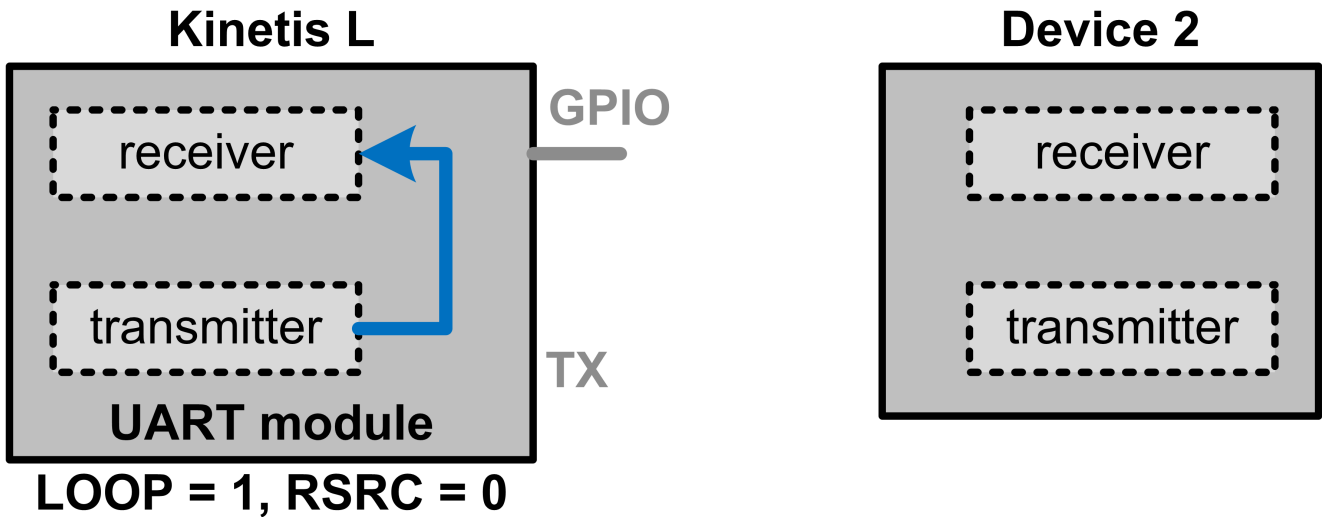 Kinetis L
Device 2
GPIO
receiver
receiver
transmitter
transmitter
TX
UART module
LOOP = 1, RSRC = 0